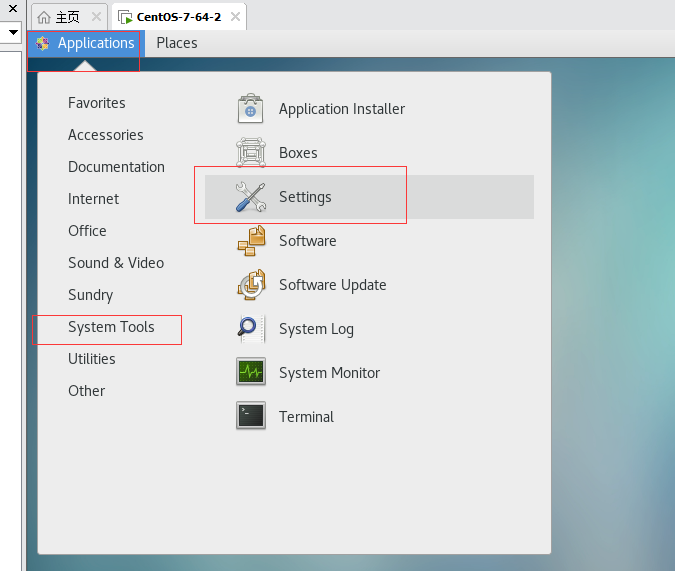 主页
CentOS-7-64-2
Applications
Places
Favorites
Accessories
Documentation
Internet
Office
Sound & Video
Sundry
System Tools
Utilities
Other
Application Installer
Boxes
Settings
Software
Software Update
System Log
System Monitor
Terminal